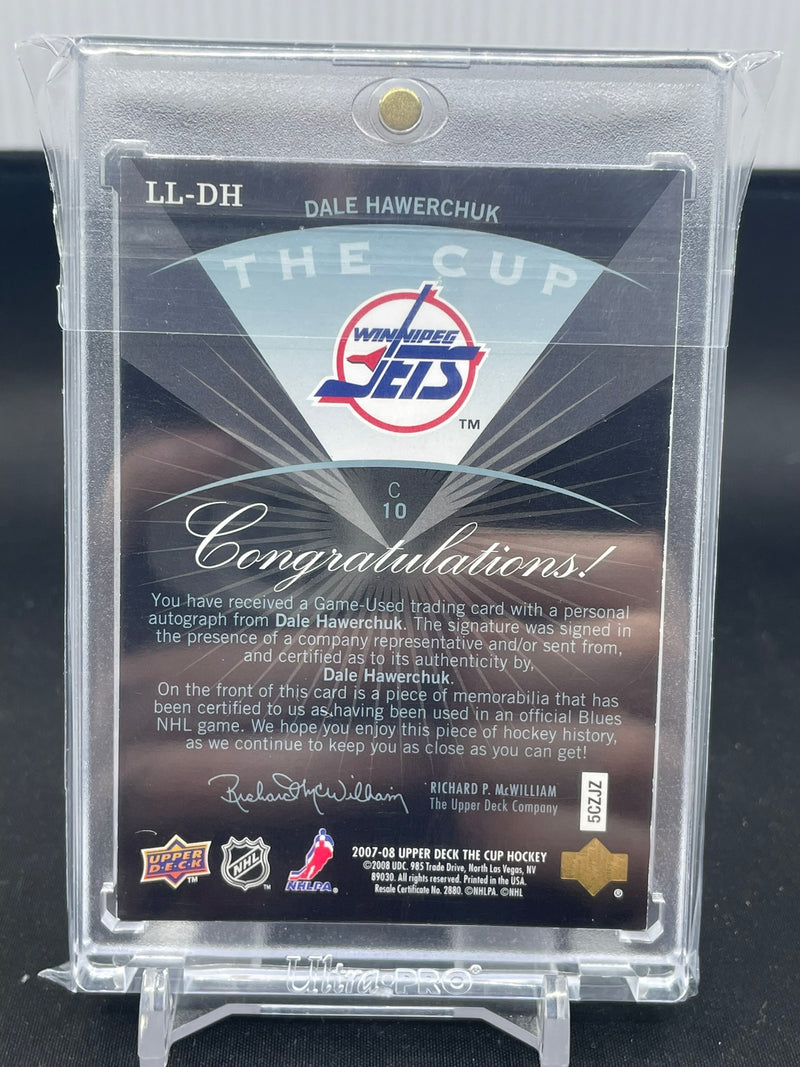 LL-DH
DALE HAWERCHUK
THE CUP
WINNIPEG
JETS
TM
C
10
Congratulations!
You have received a Game-Used trading card with a personal
autograph from Dale Hawerchuk. The signature was signed in
the presence of a company representative and/or sent from,
and certified as to its authenticity by,
Dale Hawerchuk.
On the front of this card is a piece of memorabilia that has
been certified to us as having been used in an official Blues
NHL game. We hope you enjoy this piece of hockey history,
as we continue to keep you as close as you can get!
Richard McWilliam
RICHARD P. McWILLIAM
The Upper Deck Company
5CZJZ
UPPER
DECK
TM
NHL
TM
NHLPA®
2007-08 UPPER DECK THE CUP HOCKEY
©2008 UDC. 985 Trade Drive, North Las Vegas, NV
89030. All rights reserved. Printed in the USA.
Resale Certificate No. 2880. ©NHLPA. ©NHL
®
Ultra•PRO®